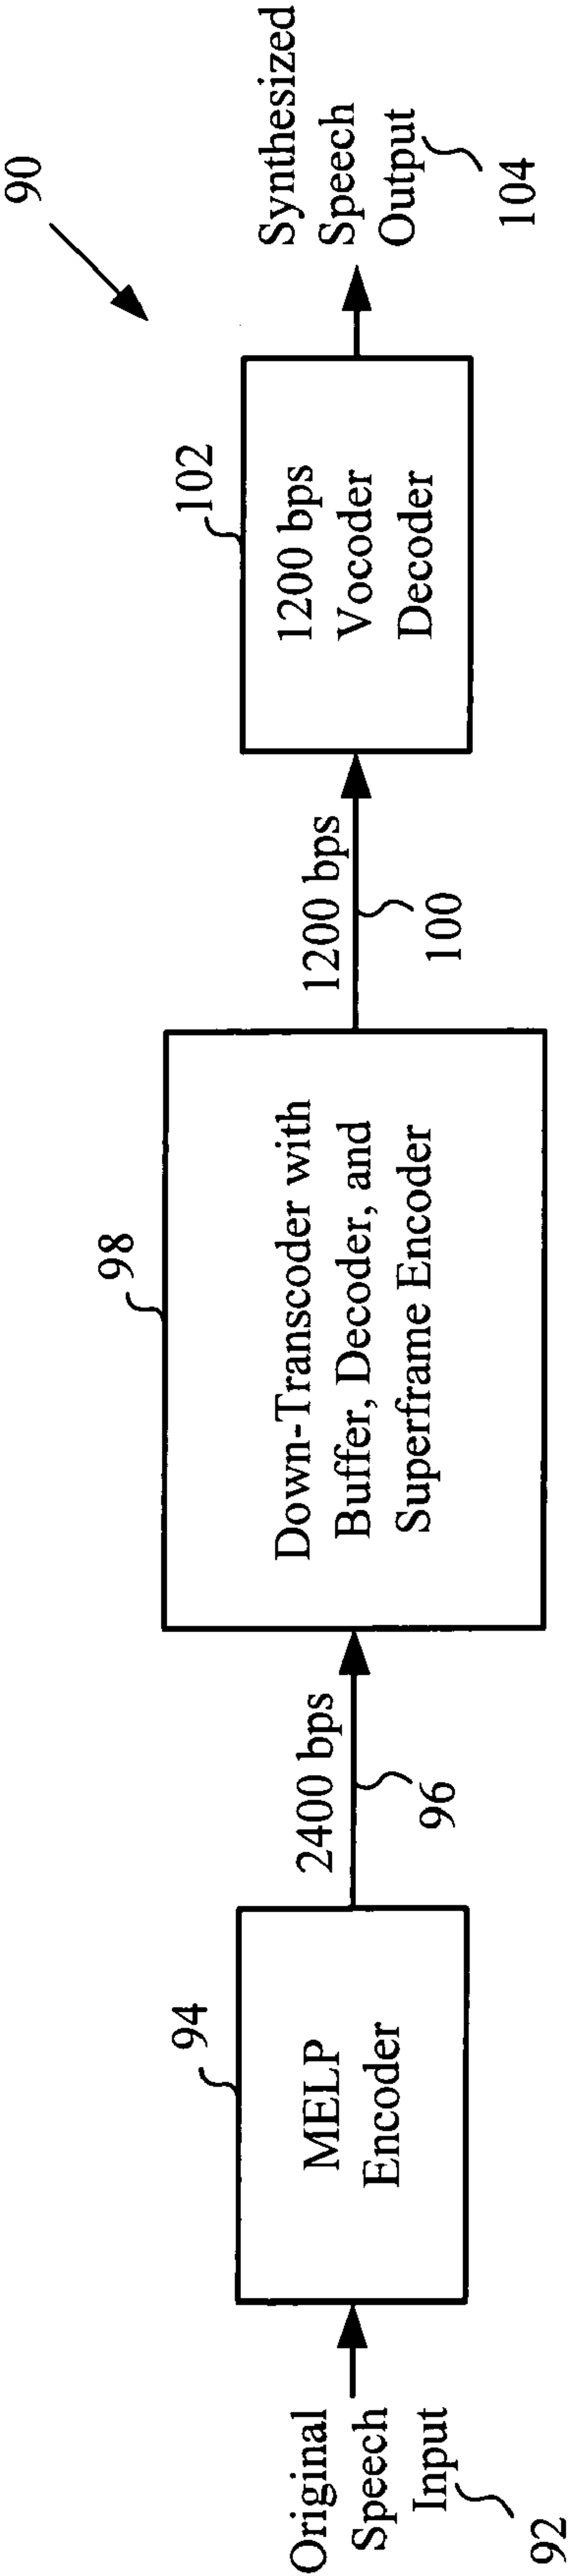 90
Original
Speech
Input
92
94
MELP
Encoder
2400 bps
96
98
Down-Transcoder with
Buffer, Decoder, and
Superframe Encoder
1200 bps
100
102
1200 bps
Vocoder
Decoder
Synthesized
Speech
Output
104